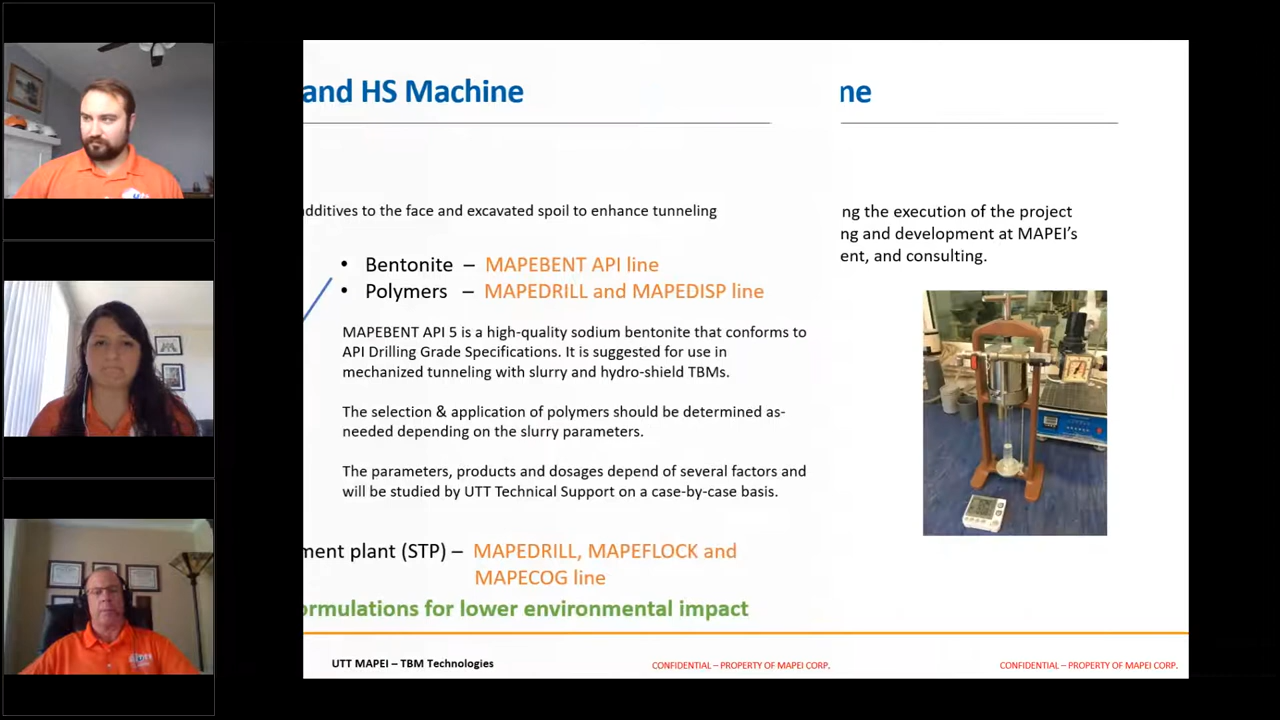 and HS Machine
ne
additives to the face and excavated spoil to enhance tunneling
• Bentonite – MAPEBENT API line
• Polymers – MAPEDRILL and MAPEDISP line
MAPEBENT API 5 is a high-quality sodium bentonite that conforms to
API Drilling Grade Specifications. It is suggested for use in
mechanized tunneling with slurry and hydro-shield TBMs.
The selection & application of polymers should be determined as-
needed depending on the slurry parameters.
The parameters, products and dosages depend of several factors and
will be studied by UTT Technical Support on a case-by-case basis.
ment plant (STP) – MAPEDRILL, MAPEFLOCK and
MAPECOG line
ormulations for lower environmental impact
ng the execution of the project
ng and development at MAPEI's
ent, and consulting.
UTT MAPEI – TBM Technologies
CONFIDENTIAL – PROPERTY OF MAPEI CORP.
CONFIDENTIAL – PROPERTY OF MAPEI CORP.